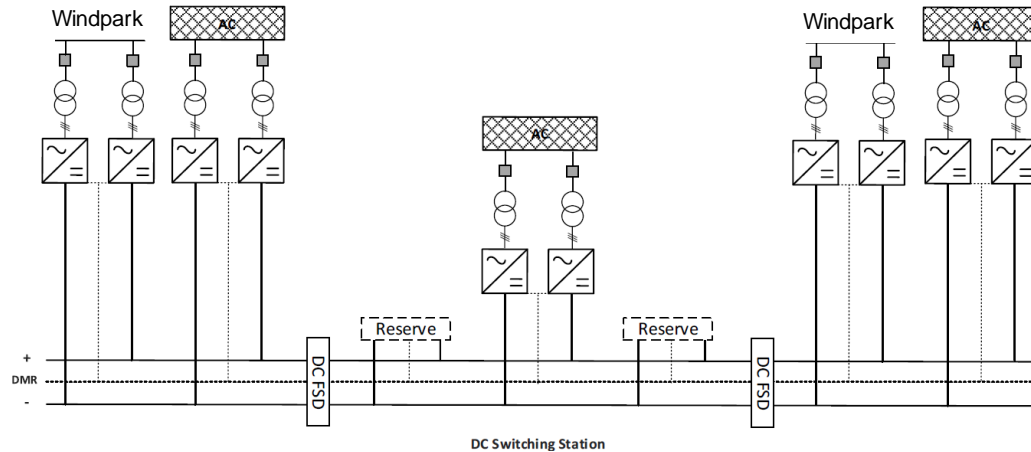 Windpark
AC
Windpark
AC
AC
Reserve
Reserve
+
DMR
-
DC FSD
DC FSD
DC Switching Station